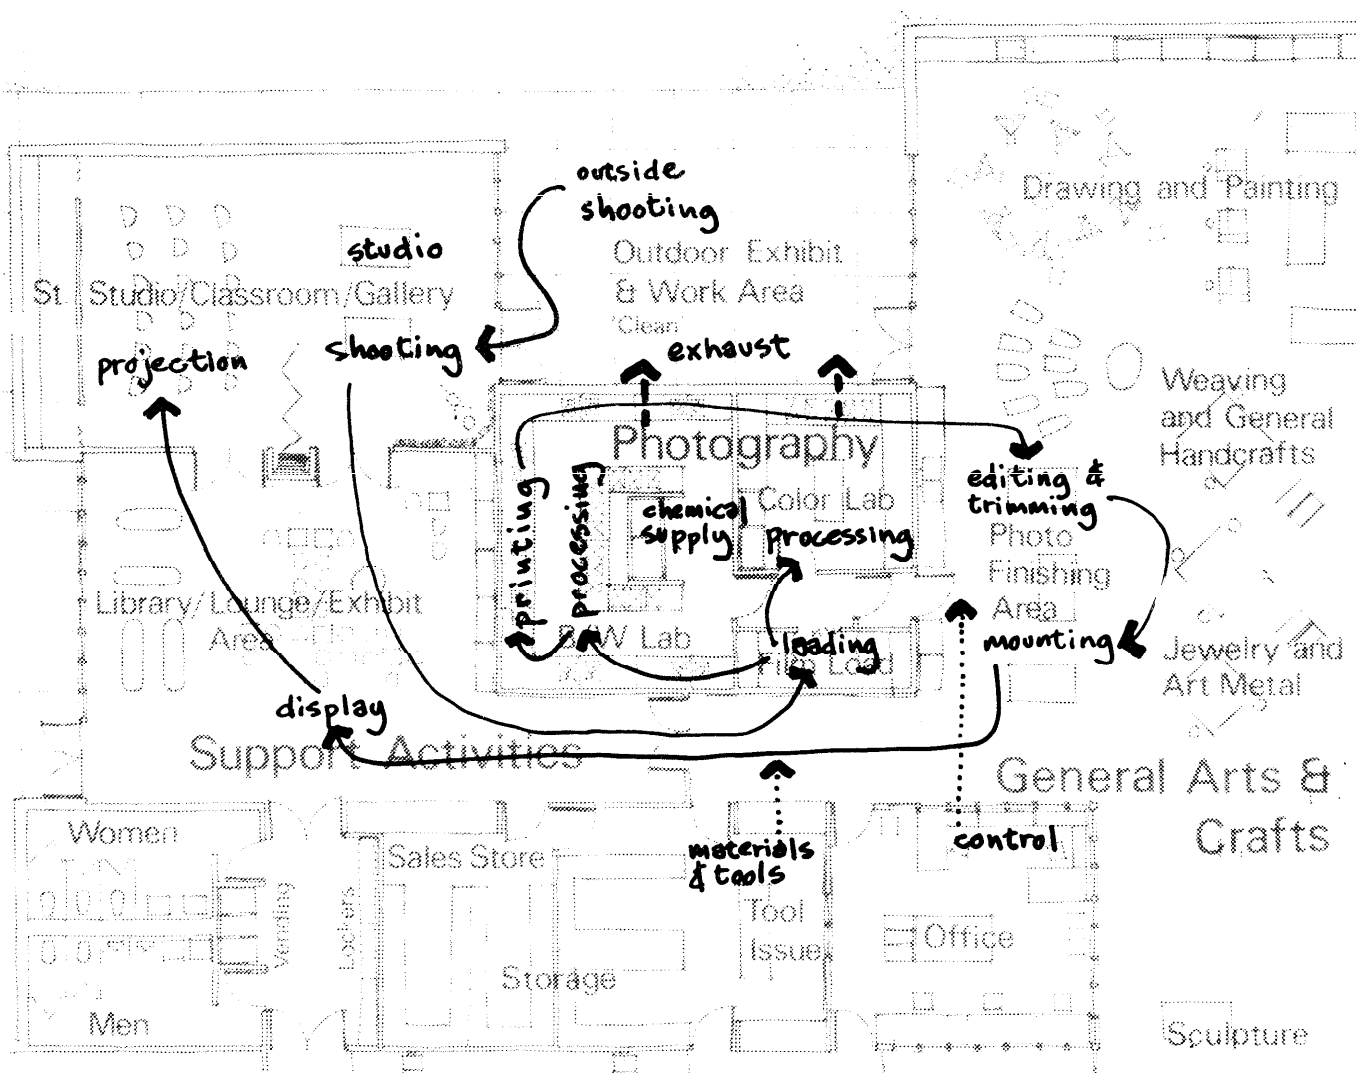 outside
shooting
Drawing and Painting
studio
Outdoor Exhibit
& Work Area
'Clean'
St.
Studio/Classroom/Gallery
projection
shooting
exhaust
Weaving
and General
Handcrafts
Photography
editing &
trimming
printing
processing
chemical
supply
Color Lab
processing
Photo
Finishing
Area
Library/Lounge/Exhibit
Area
B/W Lab
loading
Film Load
mounting
Jewelry and
Art Metal
display
Support Activities
General Arts &
Crafts
Women
Sales Store
materials
& tools
control
Vending
Lockers
Tool
Issue
Office
Storage
Men
Sculpture